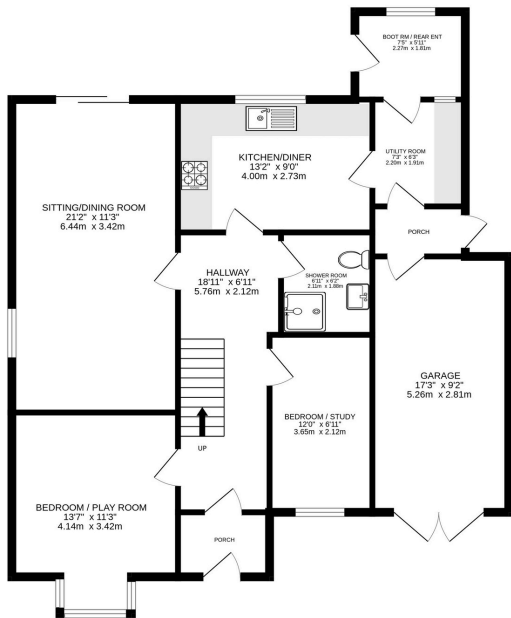 BOOT RM / REAR ENT
7'5" x 5'11"
2.27m x 1.81m
KITCHEN/DINER
13'2" x 9'0"
4.00m x 2.73m
UTILITY ROOM
7'3" x 6'3"
2.20m x 1.91m
SITTING/DINING ROOM
21'2" x 11'3"
6.44m x 3.42m
PORCH
HALLWAY
18'11" x 6'11"
5.76m x 2.12m
SHOWER ROOM
6'11" x 6'2"
2.11m x 1.88m
GARAGE
17'3" x 9'2"
5.26m x 2.81m
BEDROOM / STUDY
12'0" x 6'11"
3.65m x 2.12m
UP
BEDROOM / PLAY ROOM
13'7" x 11'3"
4.14m x 3.42m
PORCH